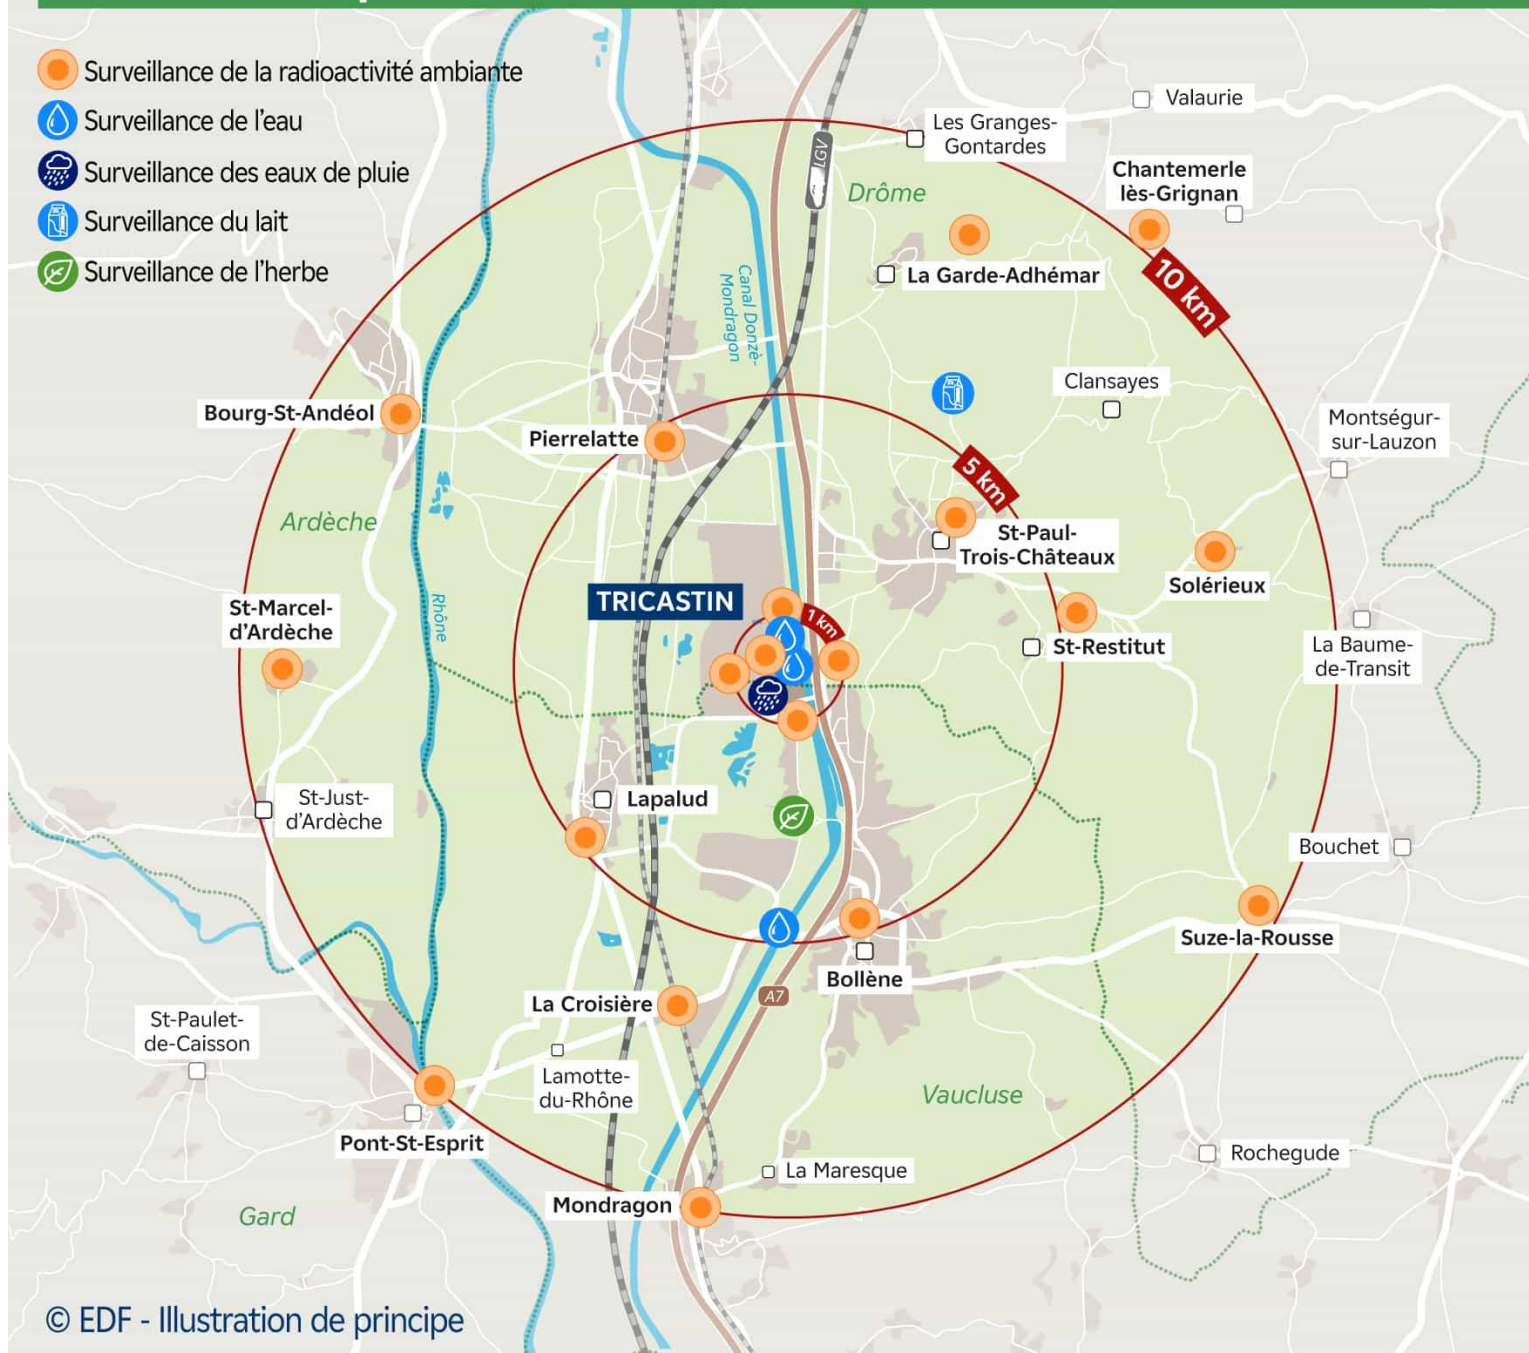 Surveillance de la radioactivité ambiante
Surveillance de l'eau
Surveillance des eaux de pluie
Surveillance du lait
Surveillance de l'herbe
Valaurie
Les Granges-
Gontardes
LGV
Drôme
Chantemerle
lès-Grignan
La Garde-Adhémar
10 km
Canal Donzè-
Mondragon
Clansayes
Bourg-St-Andéol
Pierrelatte
Montségur-
sur-Lauzon
5 km
Ardèche
St-Paul-
Trois-Châteaux
Solérieux
TRICASTIN
1 km
St-Marcel-
d'Ardèche
Rhône
St-Restitut
La Baume-
de-Transit
St-Just-
d'Ardèche
Lapalud
Bouchet
Suze-la-Rousse
Bollène
A7
La Croisière
St-Paulet-
de-Caisson
Lamotte-
du-Rhône
Vaucluse
Pont-St-Esprit
La Maresque
Rochegude
Mondragon
Gard
© EDF - Illustration de principe